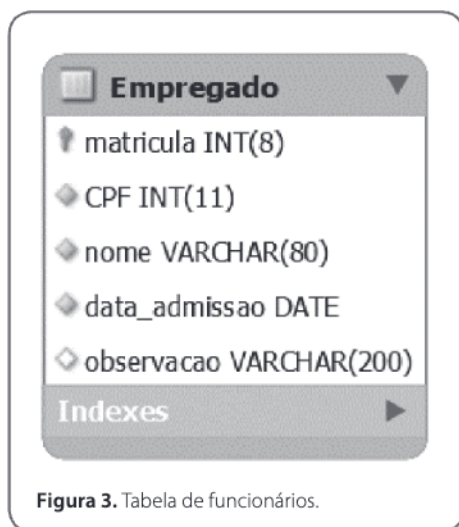 Empregado
matricula INT(8)
CPF INT(11)
nome VARCHAR(80)
data_admissao DATE
observacao VARCHAR(200)
Indexes
Figura 3. Tabela de funcionários.